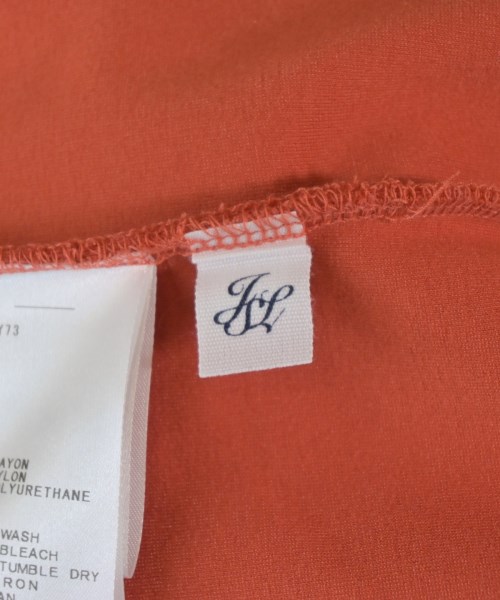 Y73
J&L
AYON
YLON
LYURETHANE
WASH
BLEACH
TUMBLE DRY
RON
AN